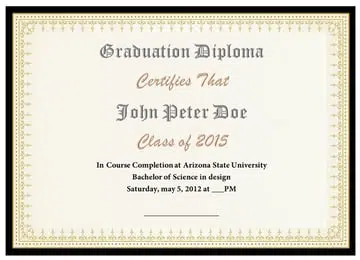 Graduation Diploma
Certifies That
John Peter Doe
Class of 2015
In Course Completion at Arizona State University
Bachelor of Science in design
Saturday, may 5, 2012 at ___PM